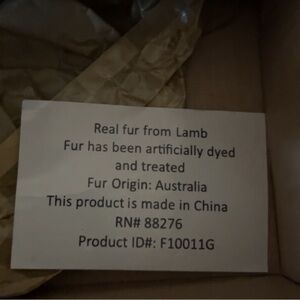 Real fur from Lamb
Fur has been artificially dyed
and treated
Fur Origin: Australia
This product is made in China
RN# 88276
Product ID#: F10011G